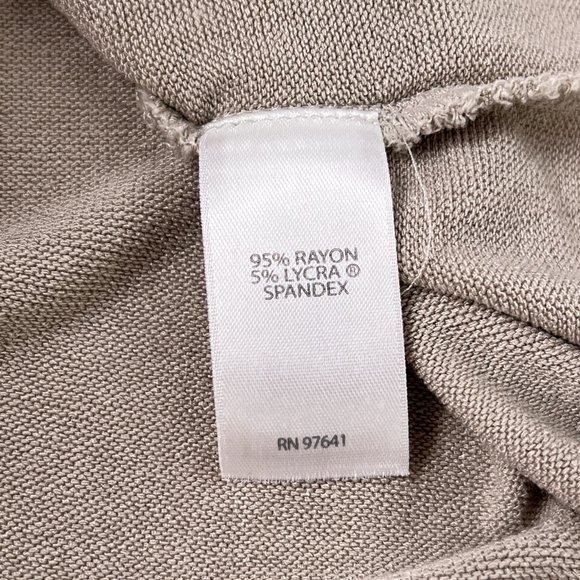 95% RAYON
5% LYCRA ®
SPANDEX
RN 97641